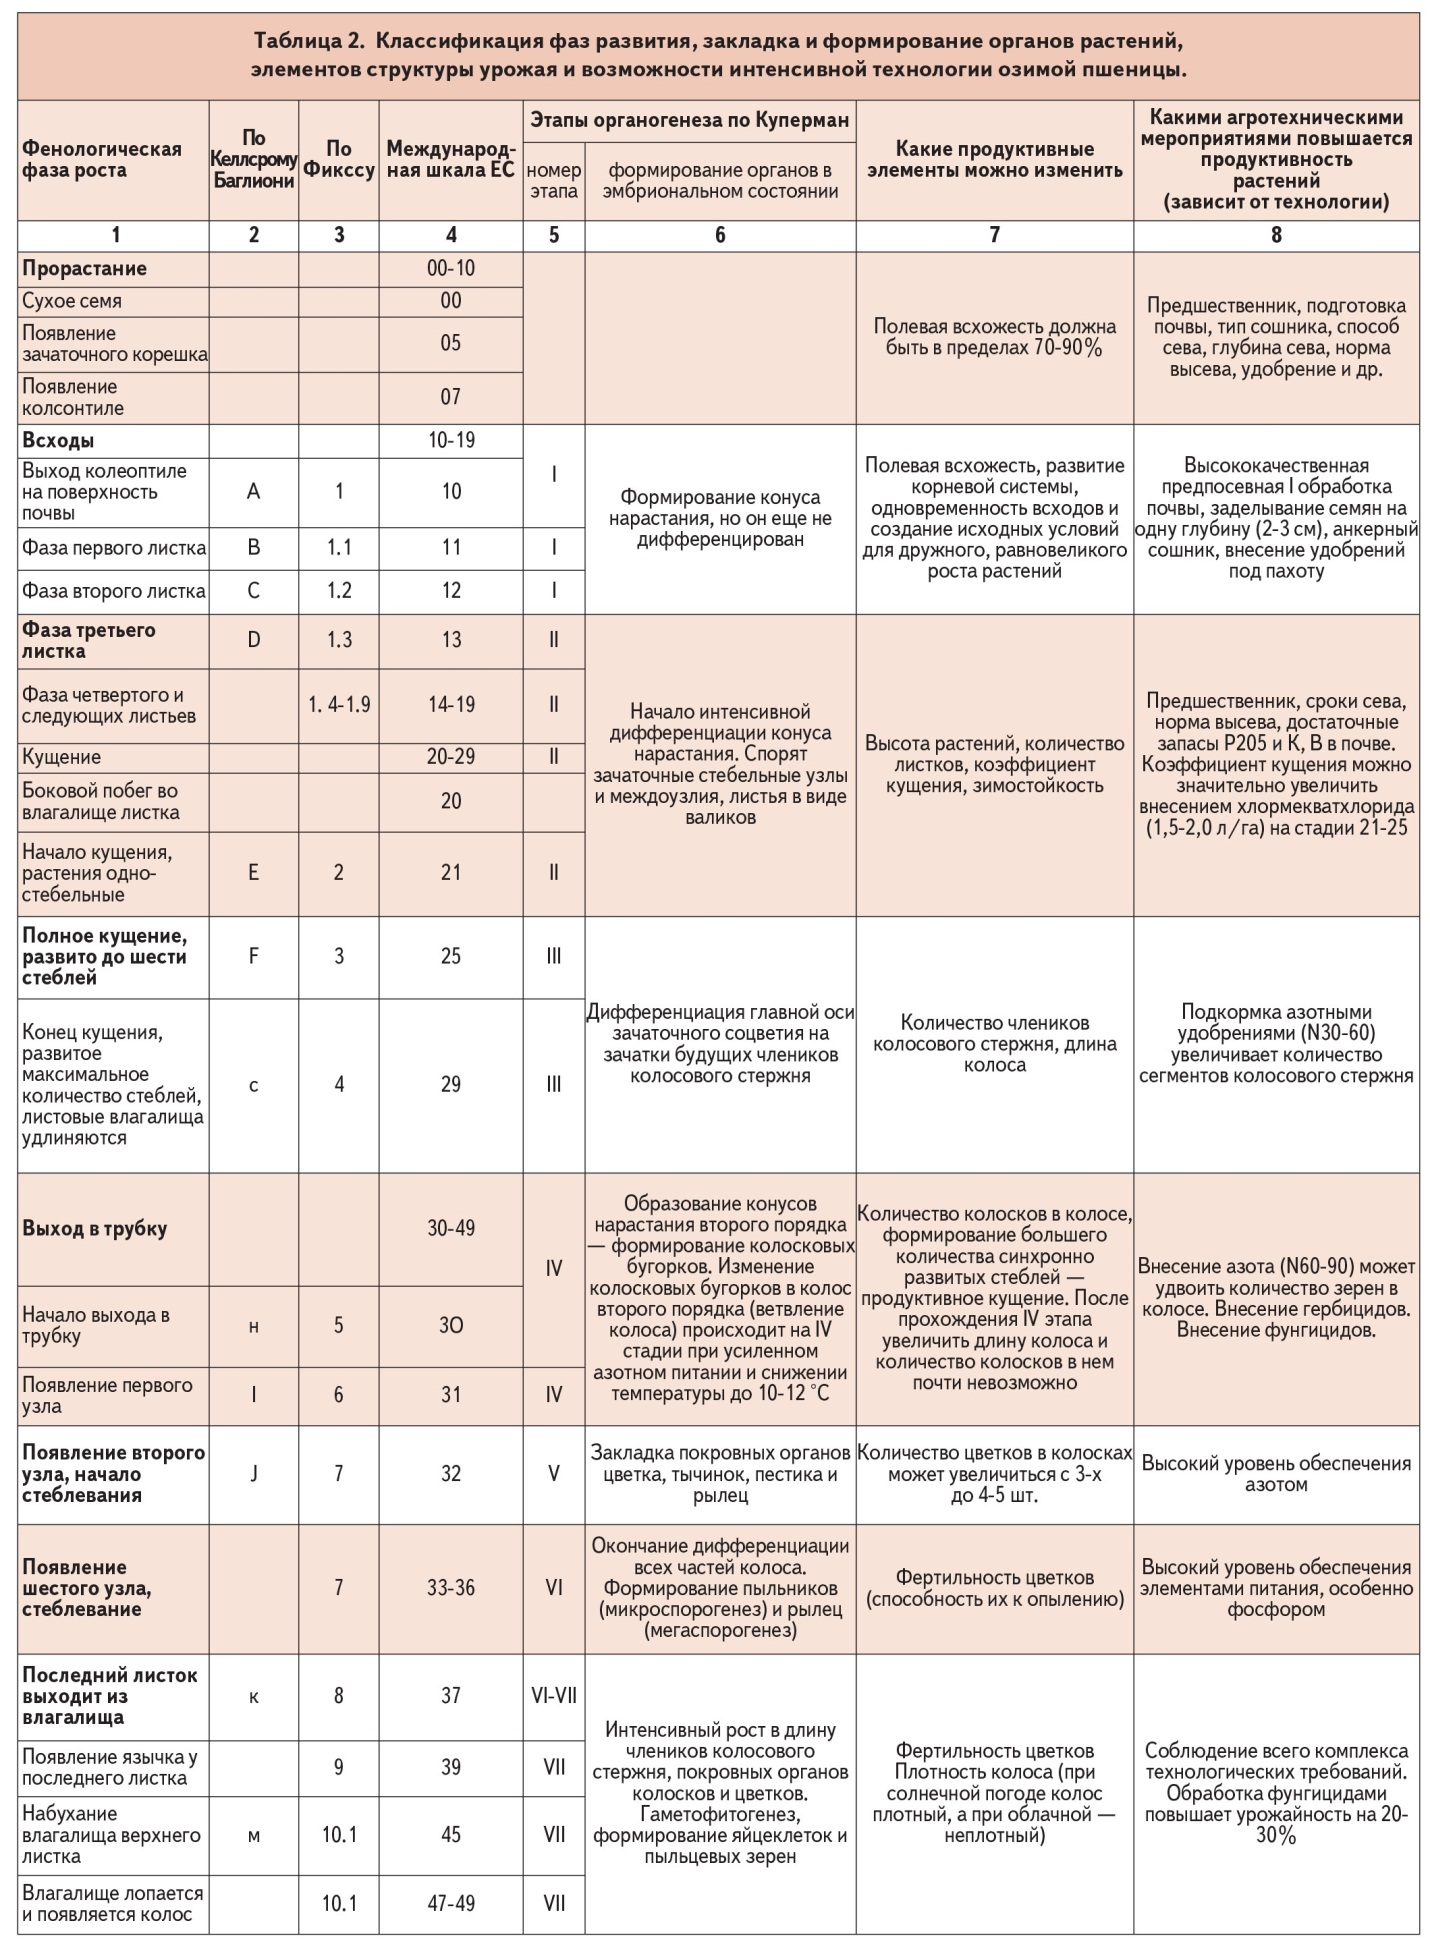 Таблица 2. Классификация фаз развития, закладка и формирование органов растений,
элементов структуры урожая и возможности интенсивной технологии озимой пшеницы.
Фенологическая
фаза роста
По
Келлсрому
Баглиони
По
Фикссу
Международ-
ная шкала ЕС
Этапы органогенеза по Куперман
номер
этапа
формирование органов в
эмбриональном состоянии
Какие продуктивные
элементы можно изменить
Какими агротехническими
мероприятиями повышается
продуктивность
растений
(зависит от технологии)
1
2
3
4
5
6
7
8
Прорастание
00-10
Сухое семя
00
Появление
зачаточного корешка
05
Появление
колсонтиле
07
Полевая всхожесть должна
быть в пределах 70-90%
Предшественник, подготовка
почвы, тип сошника, способ
сева, глубина сева, норма
высева, удобрение и др.
Всходы
10-19
I
Выход колеоптиле
на поверхность
почвы
A
1
10
Фаза первого листка
B
1.1
11
I
Фаза второго листка
C
1.2
12
I
Формирование конуса
нарастания, но он еще не
дифференцирован
Полевая всхожесть, развитие
корневой системы,
одновременность всходов и
создание исходных условий
для дружного, равновеликого
роста растений
Высококачественная
предпосевная I обработка
почвы, заделывание семян на
одну глубину (2-3 см), анкерный
сошник, внесение удобрений
под пахоту
Фаза третьего
листка
D
1.3
13
II
Фаза четвертого и
следующих листьев
1. 4-1.9
14-19
II
Кущение
20-29
II
Боковой побег во
влагалище листка
20
Начало кущения,
растения одно-
стебельные
E
2
21
II
Начало интенсивной
дифференциации конуса
нарастания. Спорят
зачаточные стебельные узлы
и междоузлия, листья в виде
валиков
Высота растений, количество
листков, коэффициент
кущения, зимостойкость
Предшественник, сроки сева,
норма высева, достаточные
запасы Р205 и К, В в почве.
Коэффициент кущения можно
значительно увеличить
внесением хлормекватхлорида
(1,5-2,0 л/га) на стадии 21-25
Полное кущение,
развито до шести
стеблей
F
3
25
III
Конец кущения,
развитое
максимальное
количество стеблей,
листовые влагалища
удлиняются
с
4
29
III
Дифференциация главной оси
зачаточного соцветия на
зачатки будущих члеников
колосового стержня
Количество члеников
колосового стержня, длина
колоса
Подкормка азотными
удобрениями (N30-60)
увеличивает количество
сегментов колосового стержня
Выход в трубку
30-49
IV
Начало выхода в
трубку
н
5
3О
Появление первого
узла
I
6
31
IV
Образование конусов
нарастания второго порядка
— формирование колосковых
бугорков. Изменение
колосковых бугорков в колос
второго порядка (ветвление
колоса) происходит на IV
стадии при усиленном
азотном питании и снижении
температуры до 10-12 °С
Количество колосков в колосе,
формирование большего
количества синхронно
развитых стеблей —
продуктивное кущение. После
прохождения IV этапа
увеличить длину колоса и
количество колосков в нем
почти невозможно
Внесение азота (N60-90) может
удвоить количество зерен в
колосе. Внесение гербицидов.
Внесение фунгицидов.
Появление второго
узла, начало
стеблевания
J
7
32
V
Закладка покровных органов
цветка, тычинок, пестика и
рылец
Количество цветков в колосках
может увеличиться с 3-х
до 4-5 шт.
Высокий уровень обеспечения
азотом
Появление
шестого узла,
стеблевание
7
33-36
VI
Окончание дифференциации
всех частей колоса.
Формирование пыльников
(микроспорогенез) и рылец
(мегаспорогенез)
Фертильность цветков
(способность их к опылению)
Высокий уровень обеспечения
элементами питания, особенно
фосфором
Последний листок
выходит из
влагалища
к
8
37
VI-VII
Появление язычка у
последнего листка
9
39
VII
Набухание
влагалища верхнего
листка
м
10.1
45
VII
Влагалище лопается
и появляется колос
10.1
47-49
VII
Интенсивный рост в длину
члеников колосового
стержня, покровных органов
колосков и цветков.
Гаметофитогенез,
формирование яйцеклеток и
пыльцевых зерен
Фертильность цветков
Плотность колоса (при
солнечной погоде колос
плотный, а при облачной —
неплотный)
Соблюдение всего комплекса
технологических требований.
Обработка фунгицидами
повышает урожайность на 20-
30%